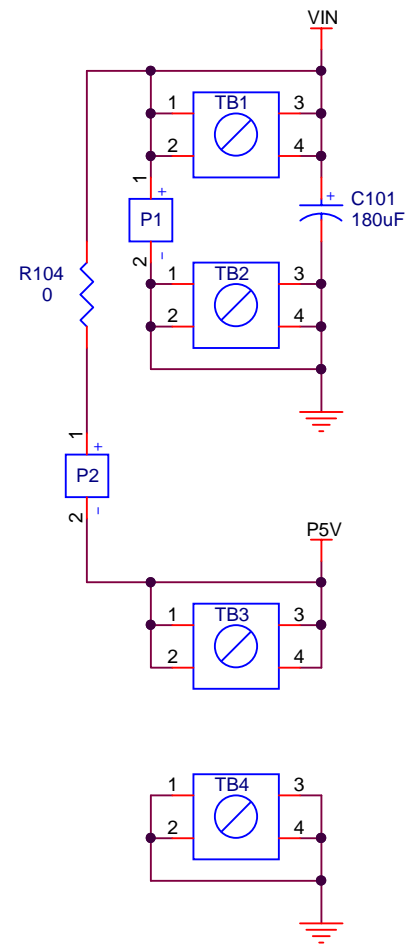 VIN
1 TB1 3
2 4
1 +
P1
2 -
C101
180uF
+
R104
0
1 TB2 3
2 4
1 +
P2
2 -
P5V
1 TB3 3
2 4
1 TB4 3
2 4